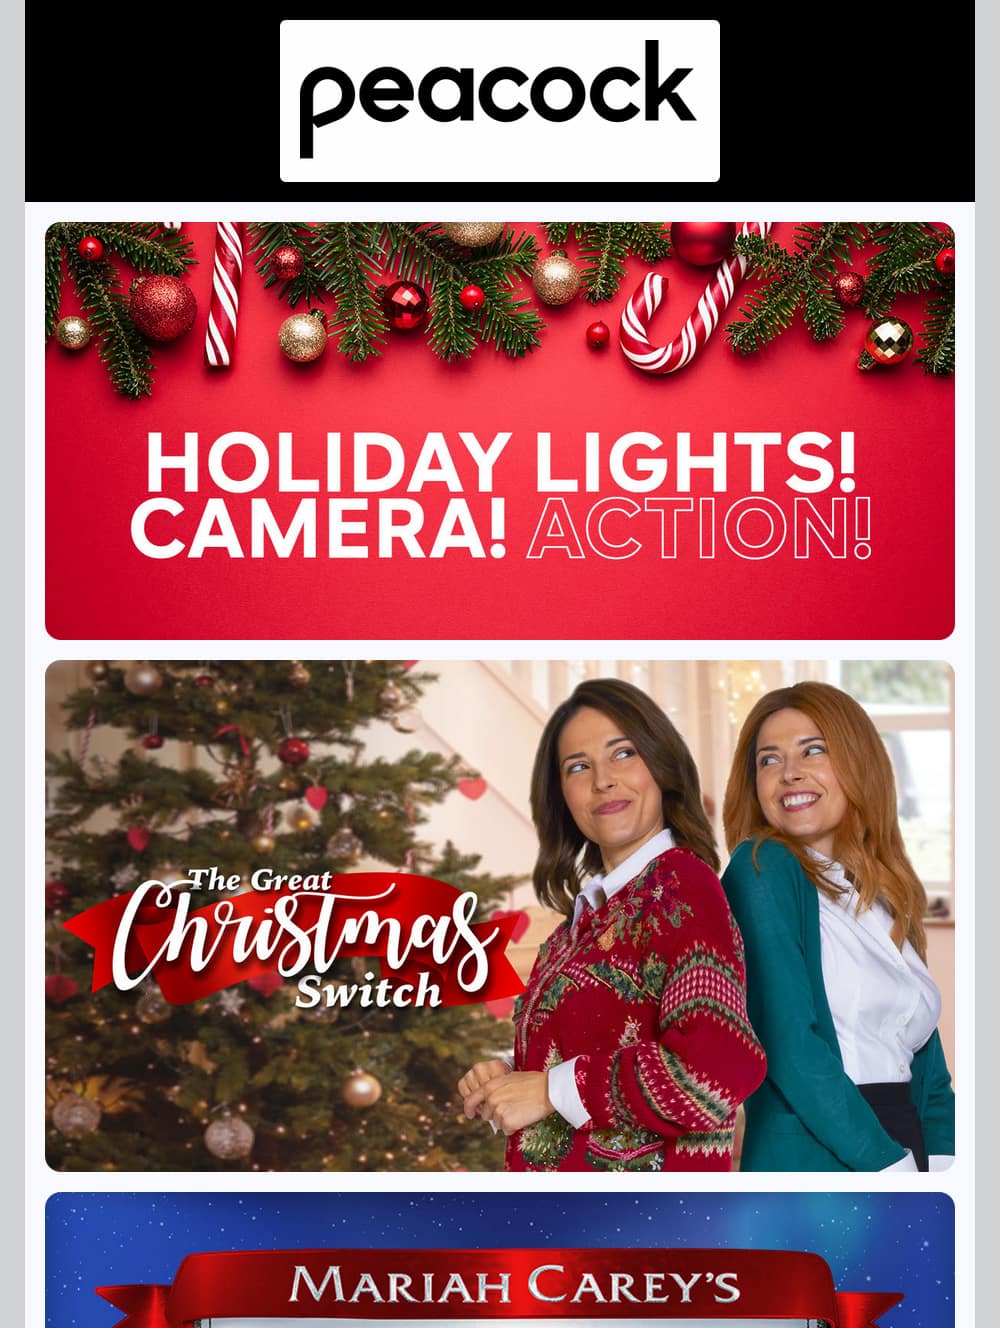 peacock
HOLIDAY LIGHTS!
CAMERA! ACTION!
The Great
Christmas
Switch
MARIAH CAREY'S